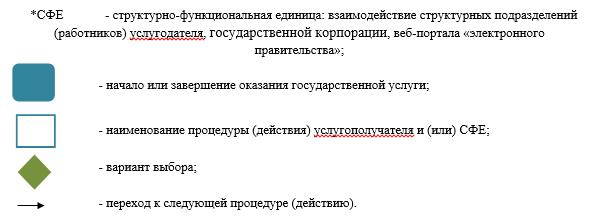 *СФЕ - структурно-функциональная единица: взаимодействие структурных подразделений
(работников) услугодателя, государственной корпорации, веб-портала «электронного
правительства»;
- начало или завершение оказания государственной услуги;
- наименование процедуры (действия) услугополучателя и (или) СФЕ;
- вариант выбора;
- переход к следующей процедуре (действию).